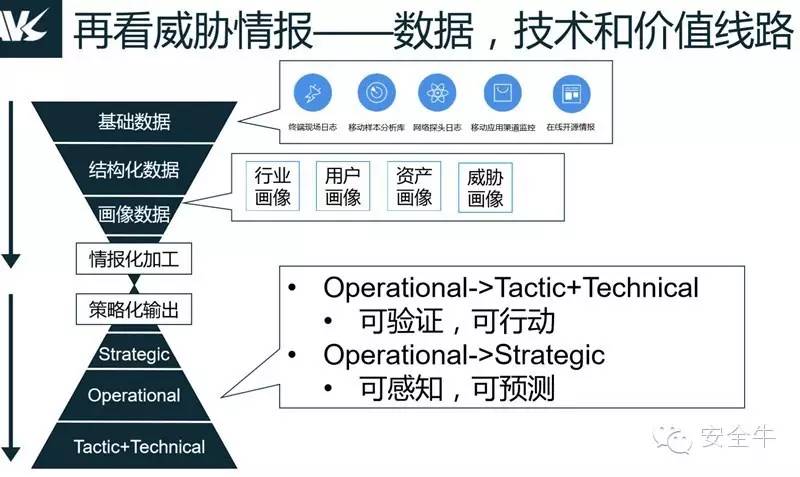 再看威胁情报——数据，技术和价值线路
基础数据
终端现场日志
移动样本分析库
网络探头日志
移动应用渠道监控
在线开源情报
结构化数据
行业
画像
用户
画像
资产
画像
威胁
画像
画像数据
情报化加工
策略化输出
Strategic
Operational
Tactic+Technical
• Operational->Tactic+Technical
• 可验证，可行动
• Operational->Strategic
• 可感知，可预测
安全牛